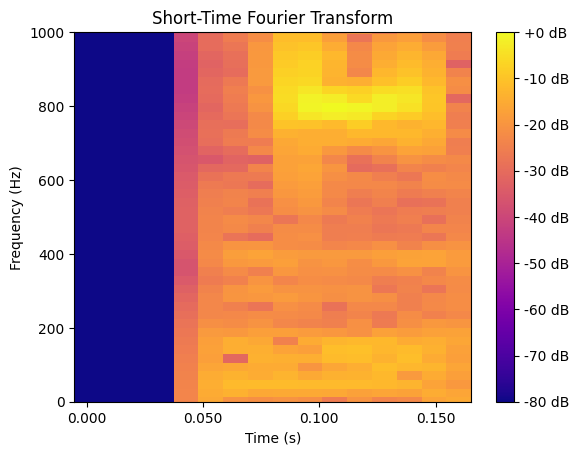 Short-Time Fourier Transform
1000
800
600
400
200
0
Frequency (Hz)
0.000
0.050
0.100
0.150
Time (s)
+0 dB
-10 dB
-20 dB
-30 dB
-40 dB
-50 dB
-60 dB
-70 dB
-80 dB